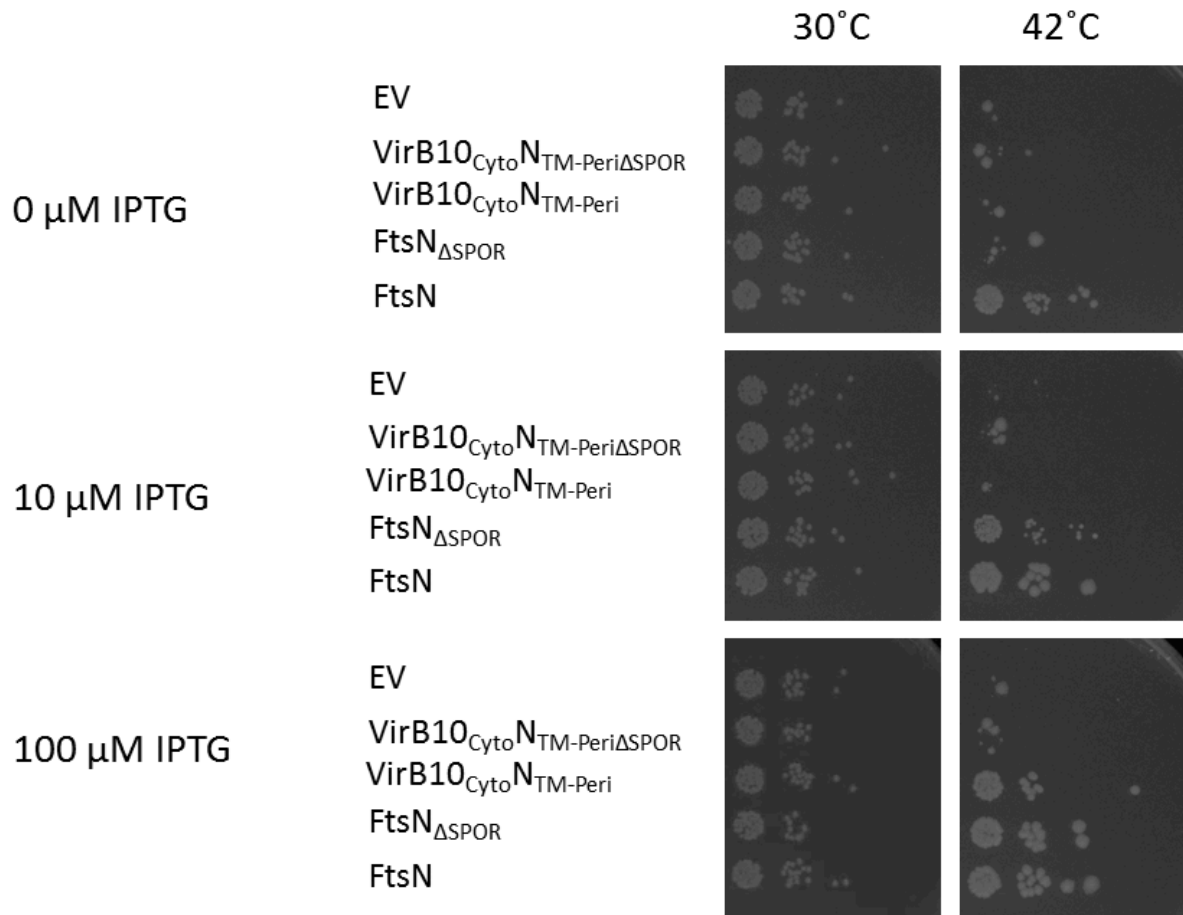 30˚C 42˚C
EV
VirB10CytoNTM-PeriΔSPOR
VirB10CytoNTM-Peri
0 µM IPTG
FtsNΔSPOR
FtsN
EV
VirB10CytoNTM-PeriΔSPOR
VirB10CytoNTM-Peri
10 µM IPTG
FtsNΔSPOR
FtsN
EV
VirB10CytoNTM-PeriΔSPOR
100 µM IPTG
VirB10CytoNTM-Peri
FtsNΔSPOR
FtsN